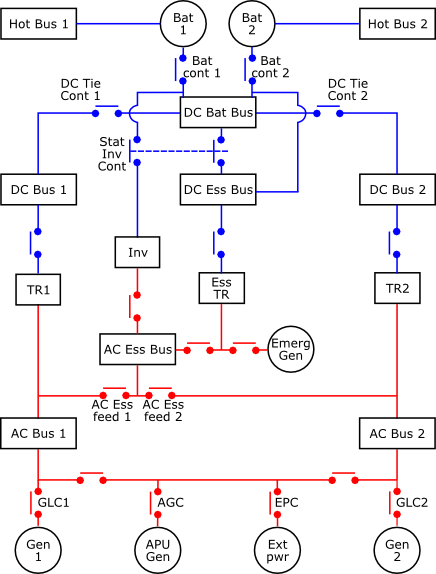 Hot Bus 1
Bat
1
Bat
2
Hot Bus 2
Bat
cont 1
Bat
cont 2
DC Tie
Cont 1
DC Tie
Cont 2
DC Bat Bus
Stat
Inv
Cont
DC Bus 1
DC Ess Bus
DC Bus 2
Inv
TR1
Ess
TR
TR2
AC Ess Bus
Emerg
Gen
AC Ess
feed 1
AC Ess
feed 2
AC Bus 1
AC Bus 2
GLC1
AGC
EPC
GLC2
Gen
1
APU
Gen
Ext
pwr
Gen
2